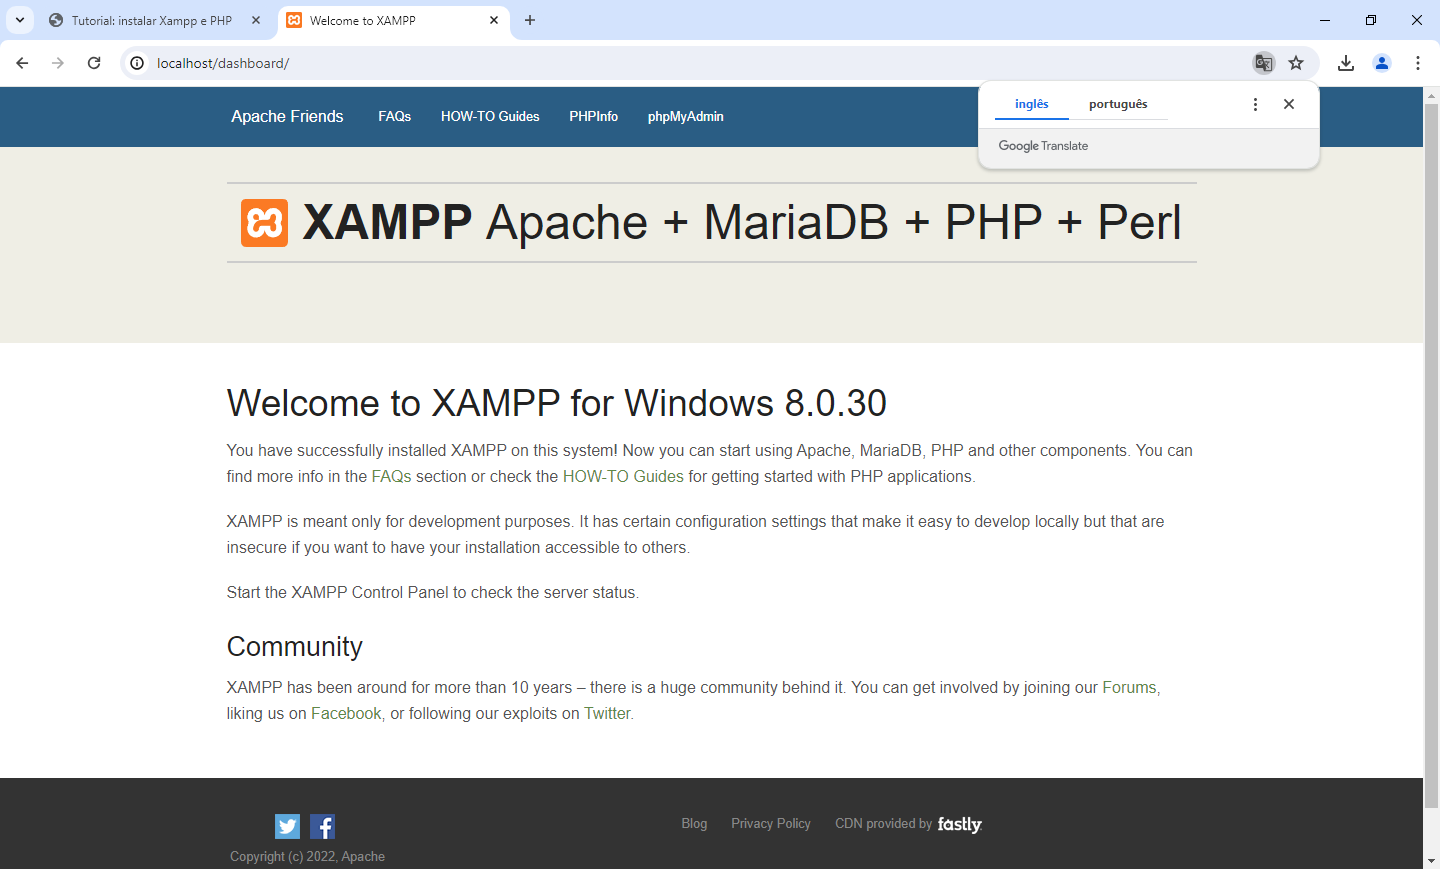 Tutorial: instalar Xampp e PHP
Welcome to XAMPP
localhost/dashboard/
inglês português
Google Translate
Apache Friends FAQs HOW-TO Guides PHPInfo phpMyAdmin
XAMPP Apache + MariaDB + PHP + Perl
Welcome to XAMPP for Windows 8.0.30
You have successfully installed XAMPP on this system! Now you can start using Apache, MariaDB, PHP and other components. You can
find more info in the FAQs section or check the HOW-TO Guides for getting started with PHP applications.
XAMPP is meant only for development purposes. It has certain configuration settings that make it easy to develop locally but that are
insecure if you want to have your installation accessible to others.
Start the XAMPP Control Panel to check the server status.
Community
XAMPP has been around for more than 10 years – there is a huge community behind it. You can get involved by joining our Forums,
liking us on Facebook, or following our exploits on Twitter.
Blog Privacy Policy CDN provided by fastly
Copyright (c) 2022, Apache